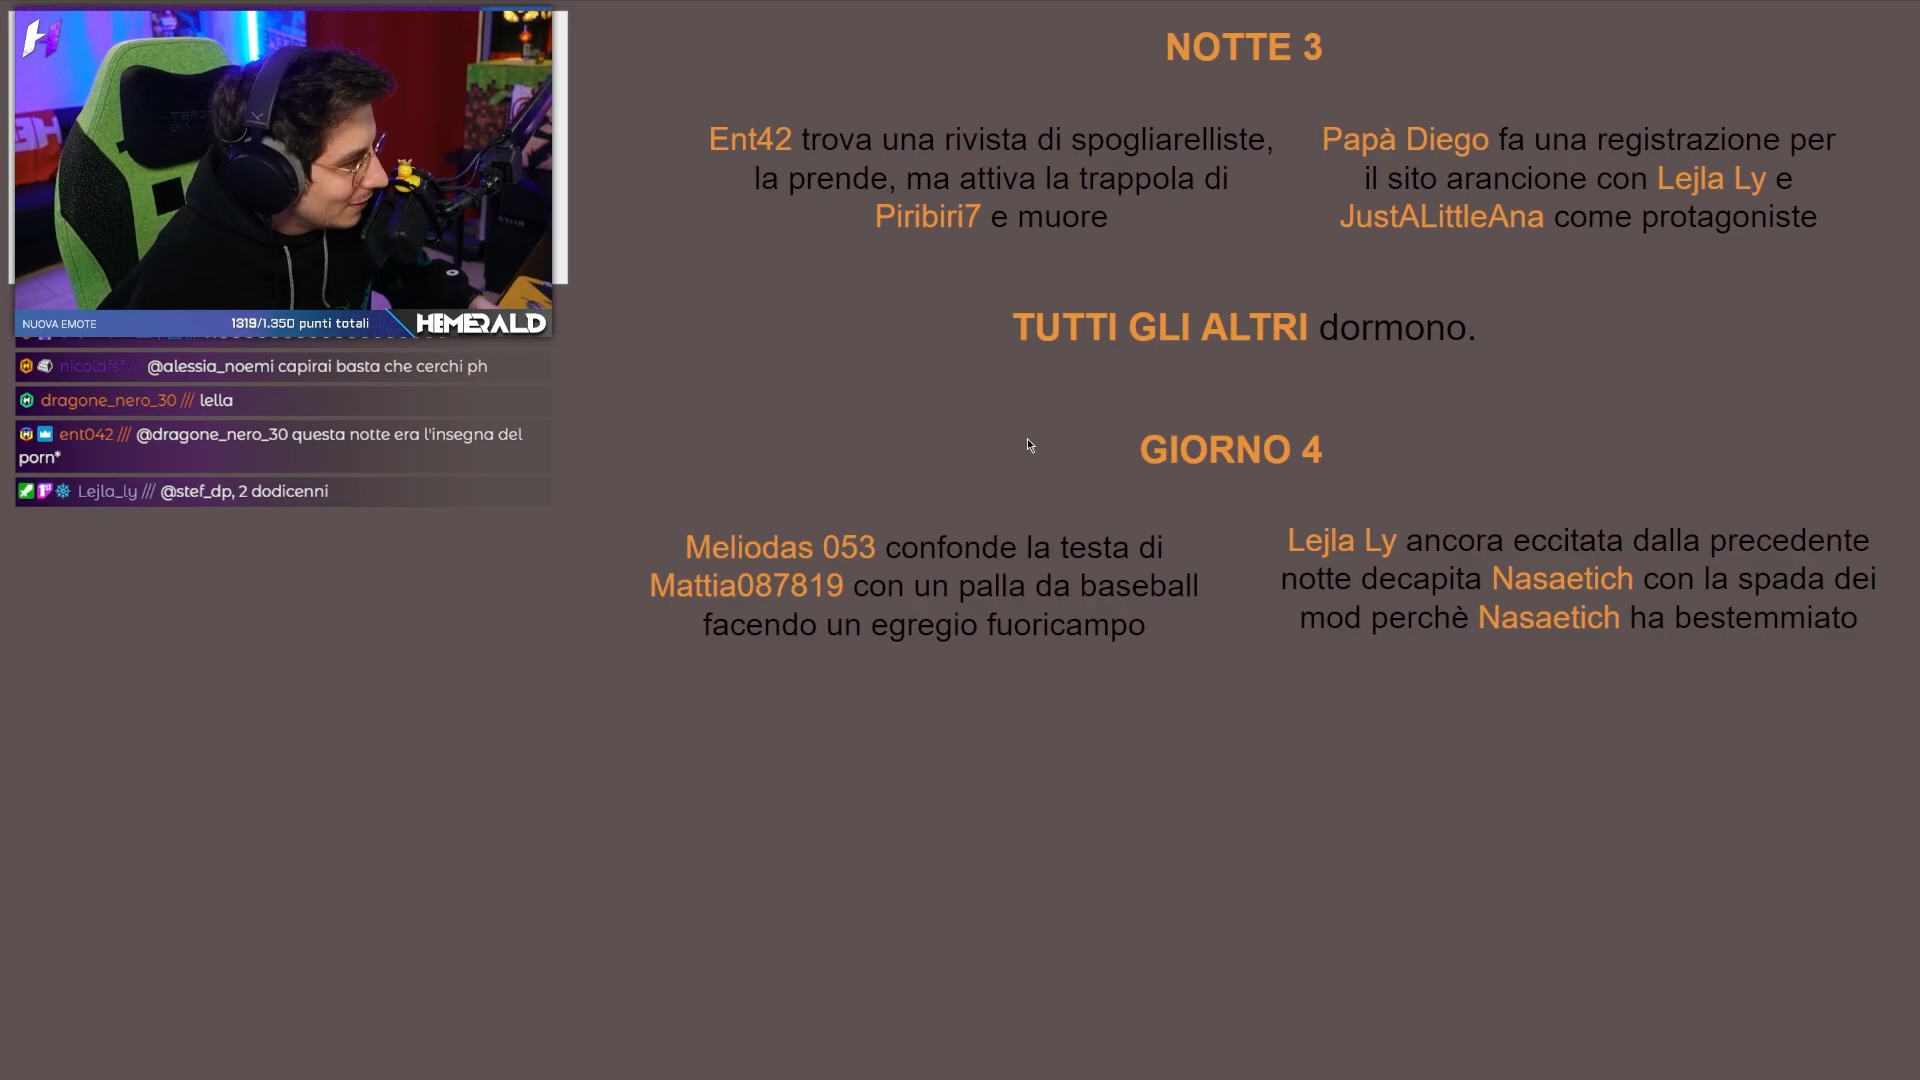 NOTTE 3
Ent42 trova una rivista di spogliarelliste,
la prende, ma attiva la trappola di
Piribiri7 e muore
Papà Diego fa una registrazione per
il sito arancione con Lejla Ly e
JustALittleAna come protagoniste
TUTTI GLI ALTRI dormono.
GIORNO 4
Meliodas 053 confonde la testa di
Mattia087819 con un palla da baseball
facendo un egregio fuoricampo
Lejla Ly ancora eccitata dalla precedente
notte decapita Nasaetich con la spada dei
mod perchè Nasaetich ha bestemmiato
NUOVA EMOTE
1319/1.350 punti totali
HEMERALD
nicolafsf /// @alessia_noemi capirai basta che cerchi ph
dragone_nero_30 /// lella
ent042 /// @dragone_nero_30 questa notte era l'insegna del
porn*
Lejla_ly /// @stef_dp, 2 dodicenni